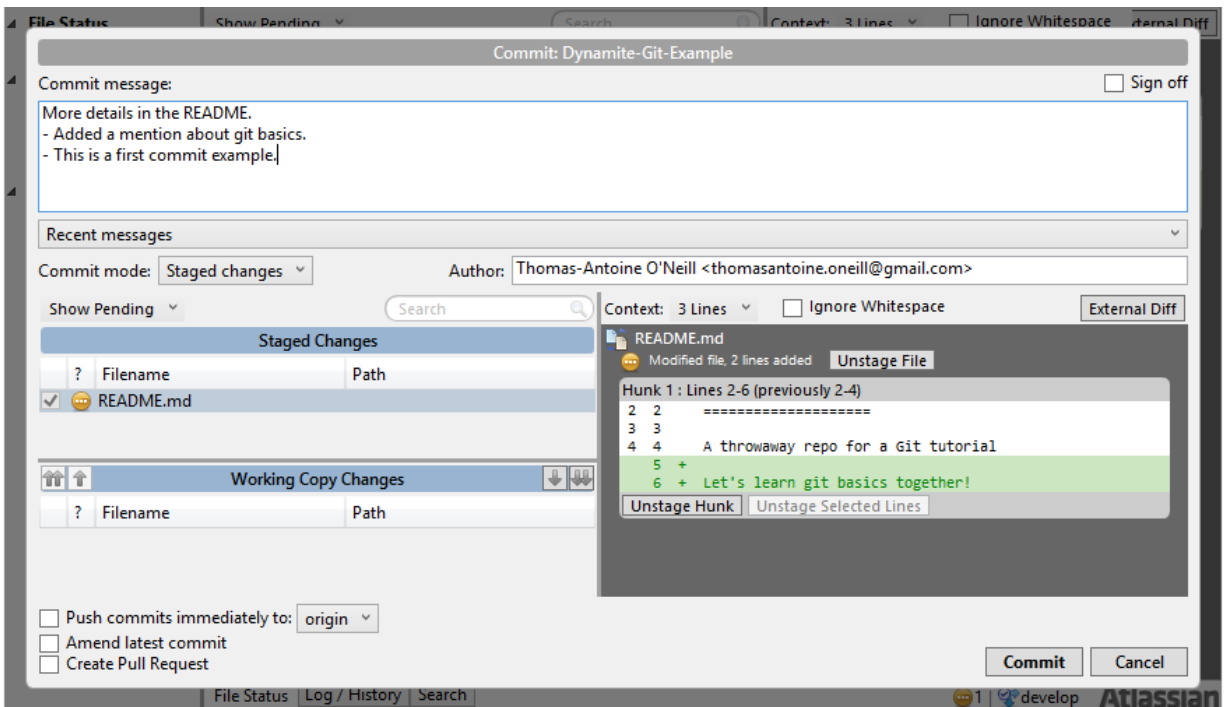 File Status
Show Pending
Search
Context: 3 Lines
Ignore Whitespace
ternal Diff
Commit: Dynamite-Git-Example
Commit message:
Sign off
More details in the README.
- Added a mention about git basics.
- This is a first commit example.
Recent messages
Commit mode: Staged changes
Author: Thomas-Antoine O'Neill <thomasantoine.oneill@gmail.com>
Show Pending
Search
Context: 3 Lines
Ignore Whitespace
External Diff
Staged Changes
? Filename Path
README.md
Working Copy Changes
? Filename Path
README.md
Modified file, 2 lines added
Unstage File
Hunk 1 : Lines 2-6 (previously 2-4)
2 2 ====================
3 3
4 4 A throwaway repo for a Git tutorial
5 +
6 + Let's learn git basics together!
Unstage Hunk
Unstage Selected Lines
Push commits immediately to: origin
Amend latest commit
Create Pull Request
Commit
Cancel
File Status
Log / History
Search
1
develop
Atlassian